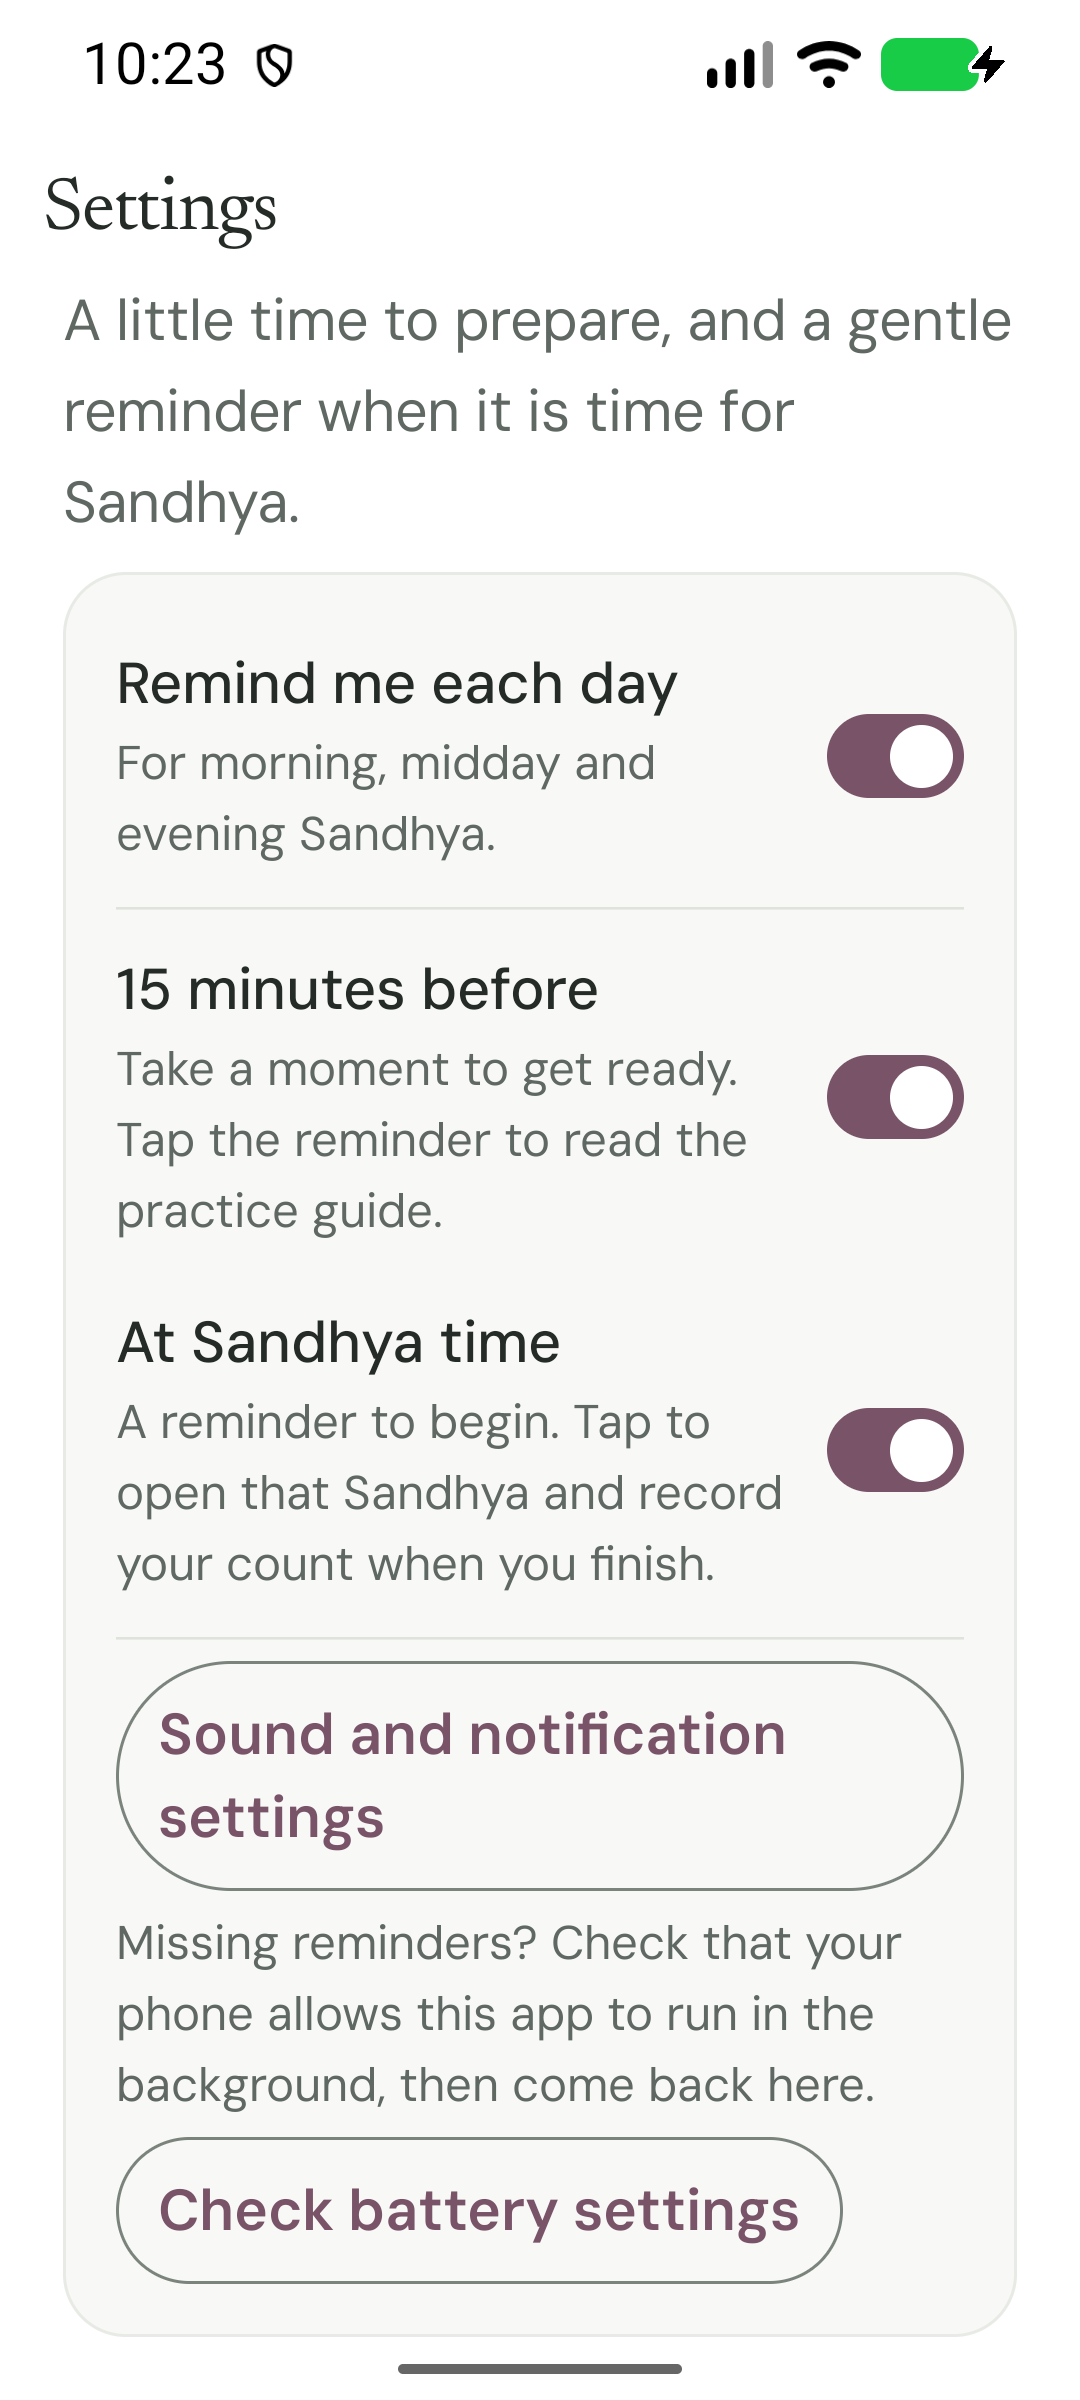 10:23
Settings
A little time to prepare, and a gentle
reminder when it is time for
Sandhya.
Remind me each day
For morning, midday and
evening Sandhya.
15 minutes before
Take a moment to get ready.
Tap the reminder to read the
practice guide.
At Sandhya time
A reminder to begin. Tap to
open that Sandhya and record
your count when you finish.
Sound and notification
settings
Missing reminders? Check that your
phone allows this app to run in the
background, then come back here.
Check battery settings